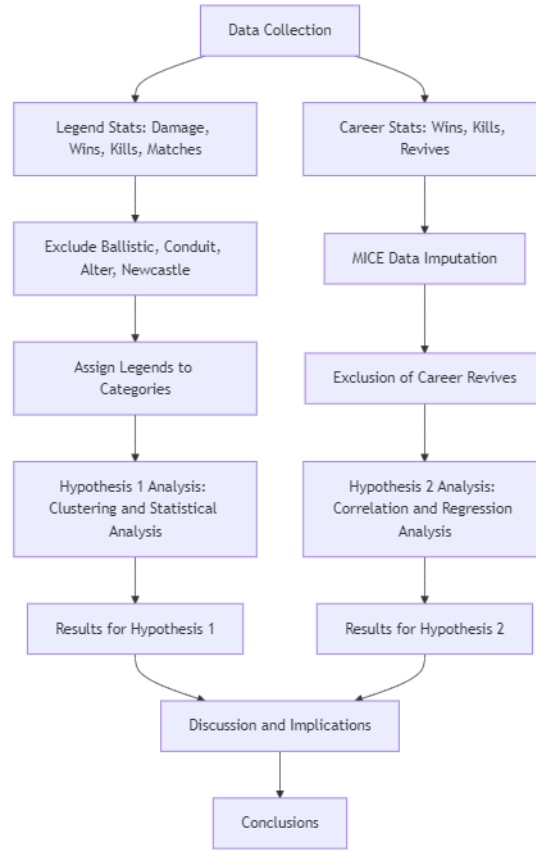 Data Collection
Legend Stats: Damage,
Wins, Kills, Matches
Career Stats: Wins, Kills,
Revives
Exclude Ballistic, Conduit,
Alter, Newcastle
MICE Data Imputation
Assign Legends to
Categories
Exclusion of Career Revives
Hypothesis 1 Analysis:
Clustering and Statistical
Analysis
Hypothesis 2 Analysis:
Correlation and Regression
Analysis
Results for Hypothesis 1
Results for Hypothesis 2
Discussion and Implications
Conclusions